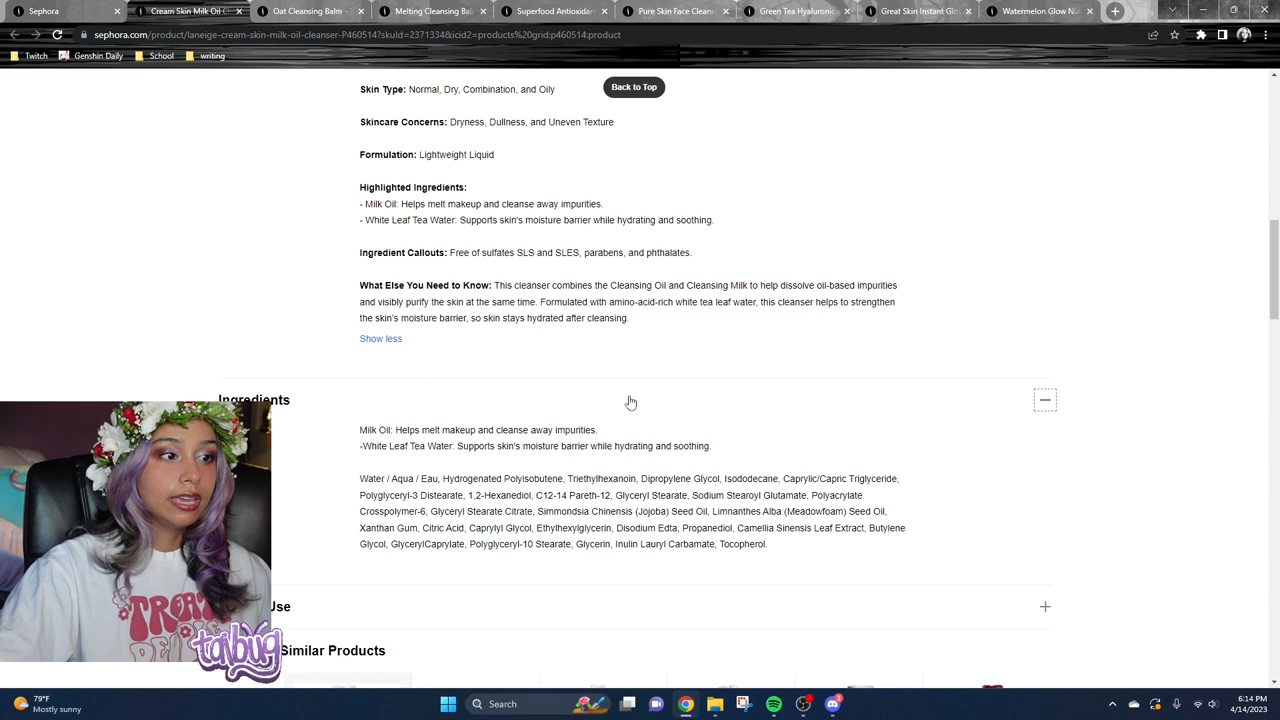 Sephora
Cream Skin Milk Oil Cl
Oat Cleansing Balm -
Melting Cleansing Bal
Superfood Antioxidan
Pure Skin Face Cleans
Green Tea Hyaluronic
Great Skin Instant Glow
Watermelon Glow Nia
sephora.com/product/laneige-cream-skin-milk-oil-cleanser-P460514?skuId=2371334&icid2=products%20grid:p460514:product
Twitch
Genshin Daily
School
writing
Back to Top
Skin Type: Normal, Dry, Combination, and Oily
Skincare Concerns: Dryness, Dullness, and Uneven Texture
Formulation: Lightweight Liquid
Highlighted Ingredients:
- Milk Oil: Helps melt makeup and cleanse away impurities.
- White Leaf Tea Water: Supports skin's moisture barrier while hydrating and soothing.
Ingredient Callouts: Free of sulfates SLS and SLES, parabens, and phthalates.
What Else You Need to Know: This cleanser combines the Cleansing Oil and Cleansing Milk to help dissolve oil-based impurities
and visibly purify the skin at the same time. Formulated with amino-acid-rich white tea leaf water, this cleanser helps to strengthen
the skin's moisture barrier, so skin stays hydrated after cleansing.
Show less
Ingredients
Milk Oil: Helps melt makeup and cleanse away impurities.
-White Leaf Tea Water: Supports skin's moisture barrier while hydrating and soothing.
Water / Aqua / Eau, Hydrogenated Polyisobutene, Triethylhexanoin, Dipropylene Glycol, Isododecane, Caprylic/Capric Triglyceride,
Polyglyceryl-3 Distearate, 1,2-Hexanediol, C12-14 Pareth-12, Glyceryl Stearate, Sodium Stearoyl Glutamate, Polyacrylate
Crosspolymer-6, Glyceryl Stearate Citrate, Simmondsia Chinensis (Jojoba) Seed Oil, Limnanthes Alba (Meadowfoam) Seed Oil,
Xanthan Gum, Citric Acid, Caprylyl Glycol, Ethylhexylglycerin, Disodium Edta, Propanediol, Camellia Sinensis Leaf Extract, Butylene
Glycol, GlycerylCaprylate, Polyglyceryl-10 Stearate, Glycerin, Inulin Lauryl Carbamate, Tocopherol.
Use
Similar Products
TREAT
taibug
79°F
Mostly sunny
Search
3
6:14 PM
4/14/2023